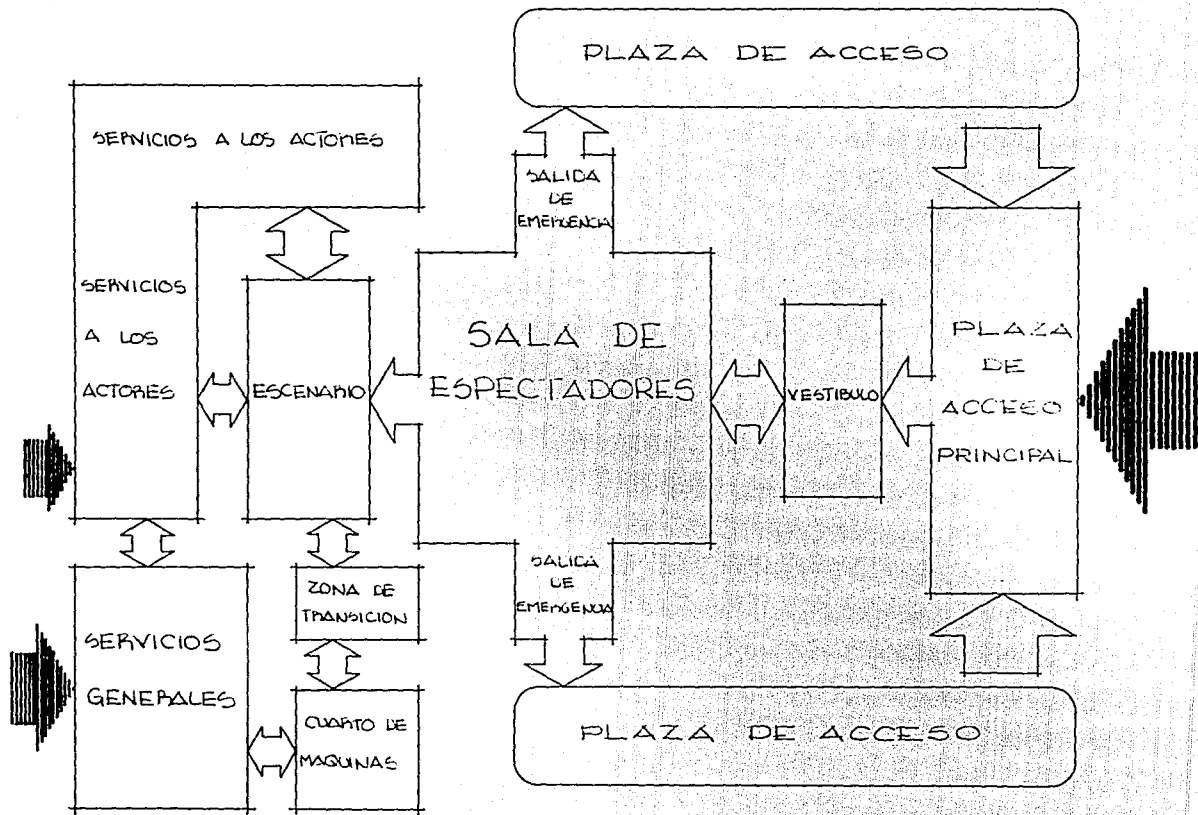 PLAZA DE ACCESO
SERVICIOS A LOS ACTORES
SALIDA
DE
EMERGENCIA
SERVICIOS
A LOS
ACTORES
ESCENARIO
SALA DE
ESPECTADORES
VESTIBULO
PLAZA
DE
ACCESO
PRINCIPAL
SALIDA
DE
EMERGENCIA
ZONA DE
TRANSICION
SERVICIOS
GENERALES
CUARTO DE
MAQUINAS
PLAZA DE ACCESO